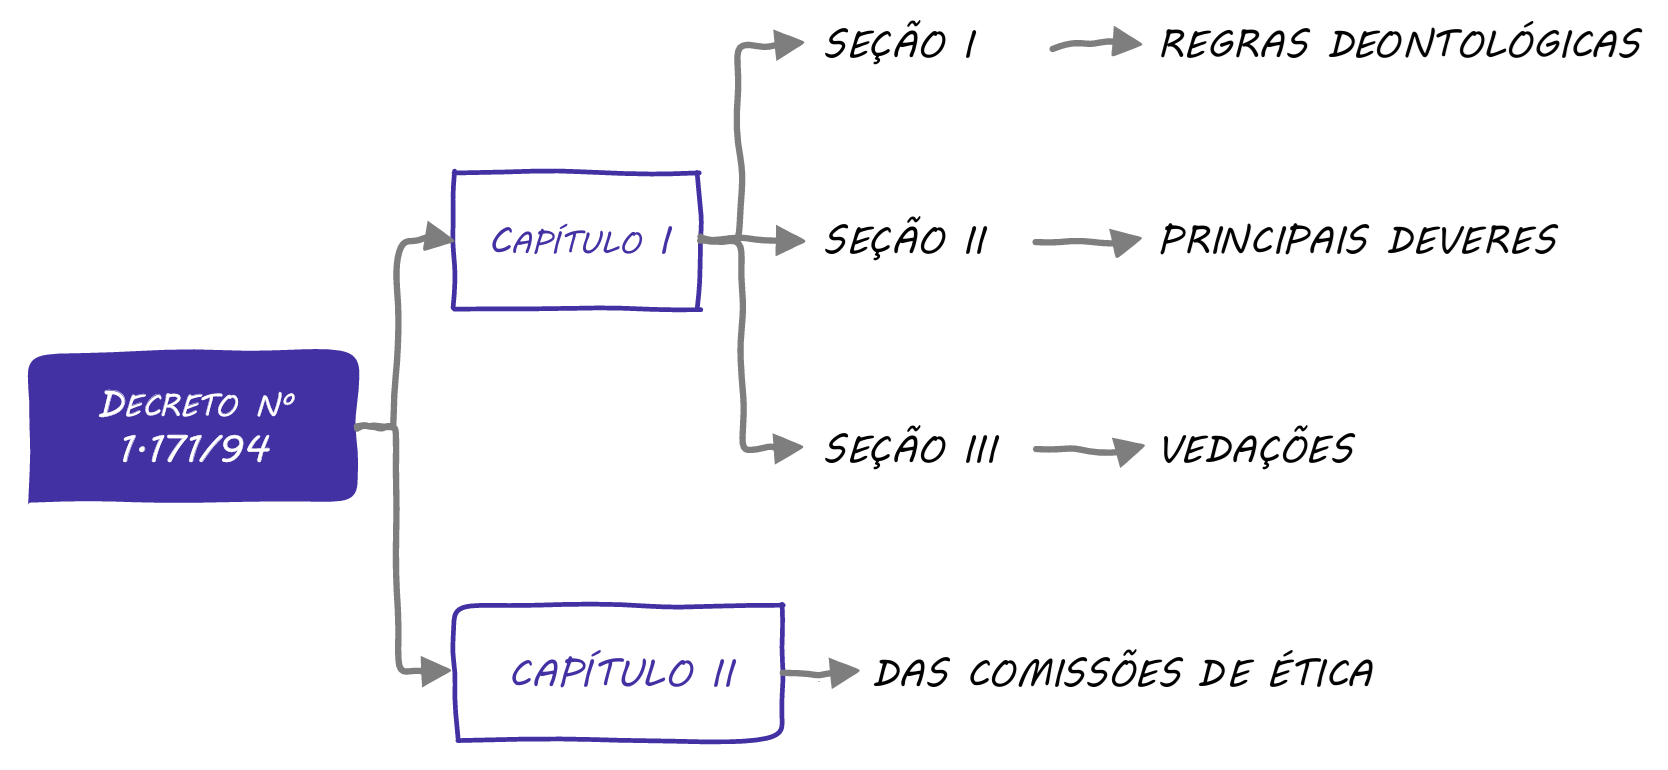 SEÇÃO I REGRAS DEONTOLÓGICAS
CAPÍTULO I SEÇÃO II PRINCIPAIS DEVERES
DECRETO Nº
1.171/94
SEÇÃO III VEDAÇÕES
CAPÍTULO II DAS COMISSÕES DE ÉTICA